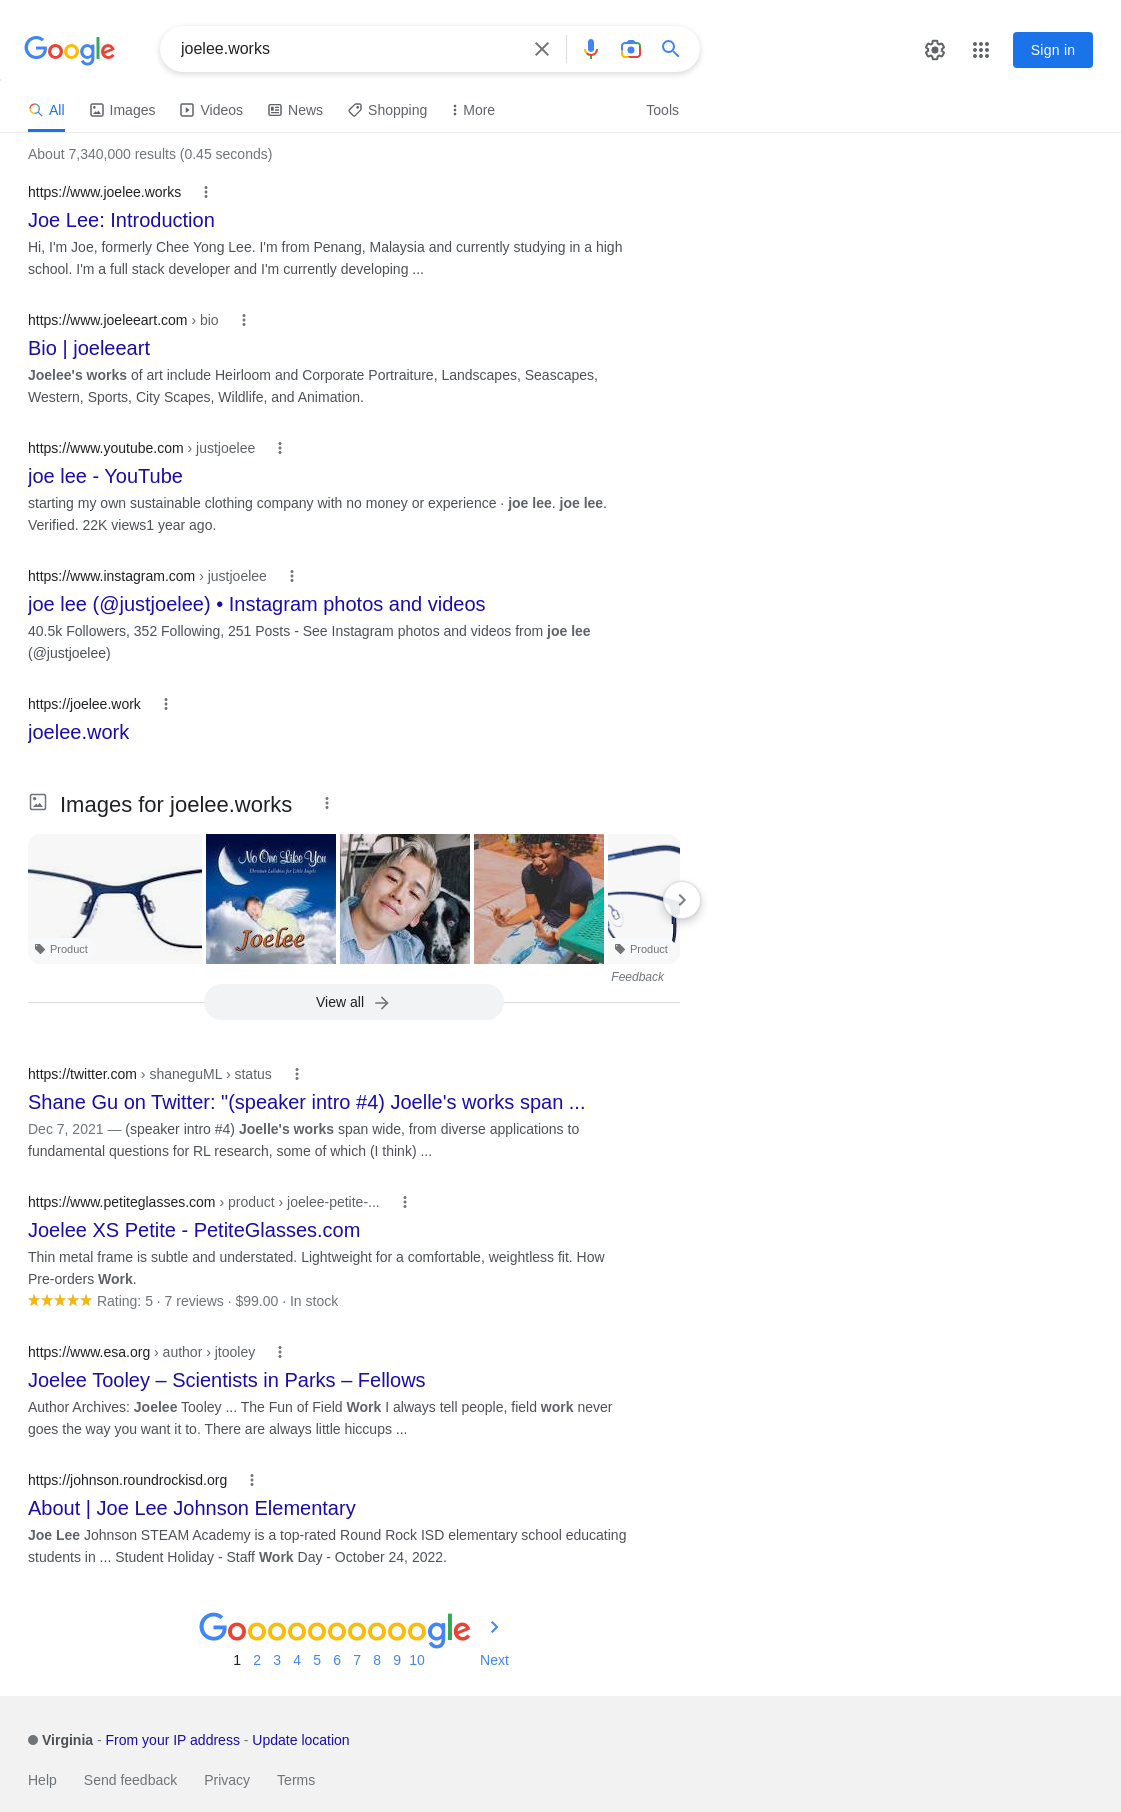 Google
joelee.works
Sign in
All Images Videos News Shopping More Tools
About 7,340,000 results (0.45 seconds)
https://www.joelee.works
Joe Lee: Introduction
Hi, I'm Joe, formerly Chee Yong Lee. I'm from Penang, Malaysia and currently studying in a high
school. I'm a full stack developer and I'm currently developing ...
https://www.joeleeart.com › bio
Bio | joeleeart
Joelee's works of art include Heirloom and Corporate Portraiture, Landscapes, Seascapes,
Western, Sports, City Scapes, Wildlife, and Animation.
https://www.youtube.com › justjoelee
joe lee - YouTube
starting my own sustainable clothing company with no money or experience · joe lee. joe lee.
Verified. 22K views1 year ago.
https://www.instagram.com › justjoelee
joe lee (@justjoelee) • Instagram photos and videos
40.5k Followers, 352 Following, 251 Posts - See Instagram photos and videos from joe lee
(@justjoelee)
https://joelee.work
joelee.work
Images for joelee.works
No One Like You
Christian Lullabies for Little Angels
Joelee
Product
Product
Feedback
View all
https://twitter.com › shaneguML › status
Shane Gu on Twitter: "(speaker intro #4) Joelle's works span ...
Dec 7, 2021 — (speaker intro #4) Joelle's works span wide, from diverse applications to
fundamental questions for RL research, some of which (I think) ...
https://www.petiteglasses.com › product › joelee-petite-...
Joelee XS Petite - PetiteGlasses.com
Thin metal frame is subtle and understated. Lightweight for a comfortable, weightless fit. How
Pre-orders Work.
Rating: 5 · 7 reviews · $99.00 · In stock
https://www.esa.org › author › jtooley
Joelee Tooley – Scientists in Parks – Fellows
Author Archives: Joelee Tooley ... The Fun of Field Work I always tell people, field work never
goes the way you want it to. There are always little hiccups ...
https://johnson.roundrockisd.org
About | Joe Lee Johnson Elementary
Joe Lee Johnson STEAM Academy is a top-rated Round Rock ISD elementary school educating
students in ... Student Holiday - Staff Work Day - October 24, 2022.
Goooooooooogle
1 2 3 4 5 6 7 8 9 10 Next
Virginia - From your IP address - Update location
Help Send feedback Privacy Terms